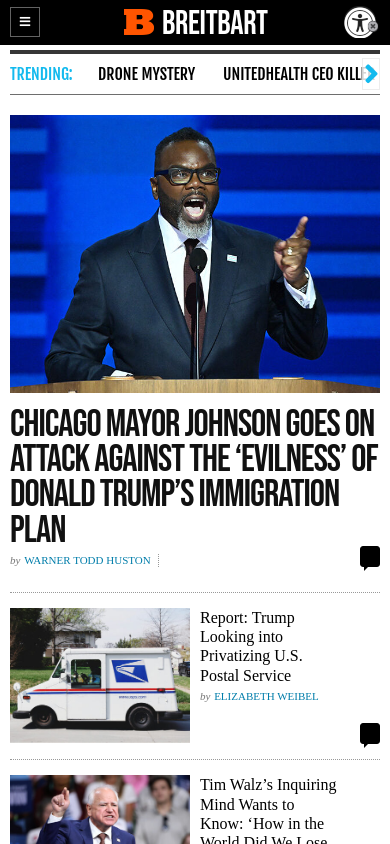 B BREITBART
TRENDING:
DRONE MYSTERY
UNITEDHEALTH CEO
CHICAGO MAYOR JOHNSON GOES ON
ATTACK AGAINST THE ‘EVILNESS’ OF
DONALD TRUMP’S IMMIGRATION
PLAN
by WARNER TODD HUSTON
Report: Trump
Looking into
Privatizing U.S.
Postal Service
by ELIZABETH WEIBEL
Tim Walz’s Inquiring
Mind Wants to
Know: ‘How in the
World Did We Lose